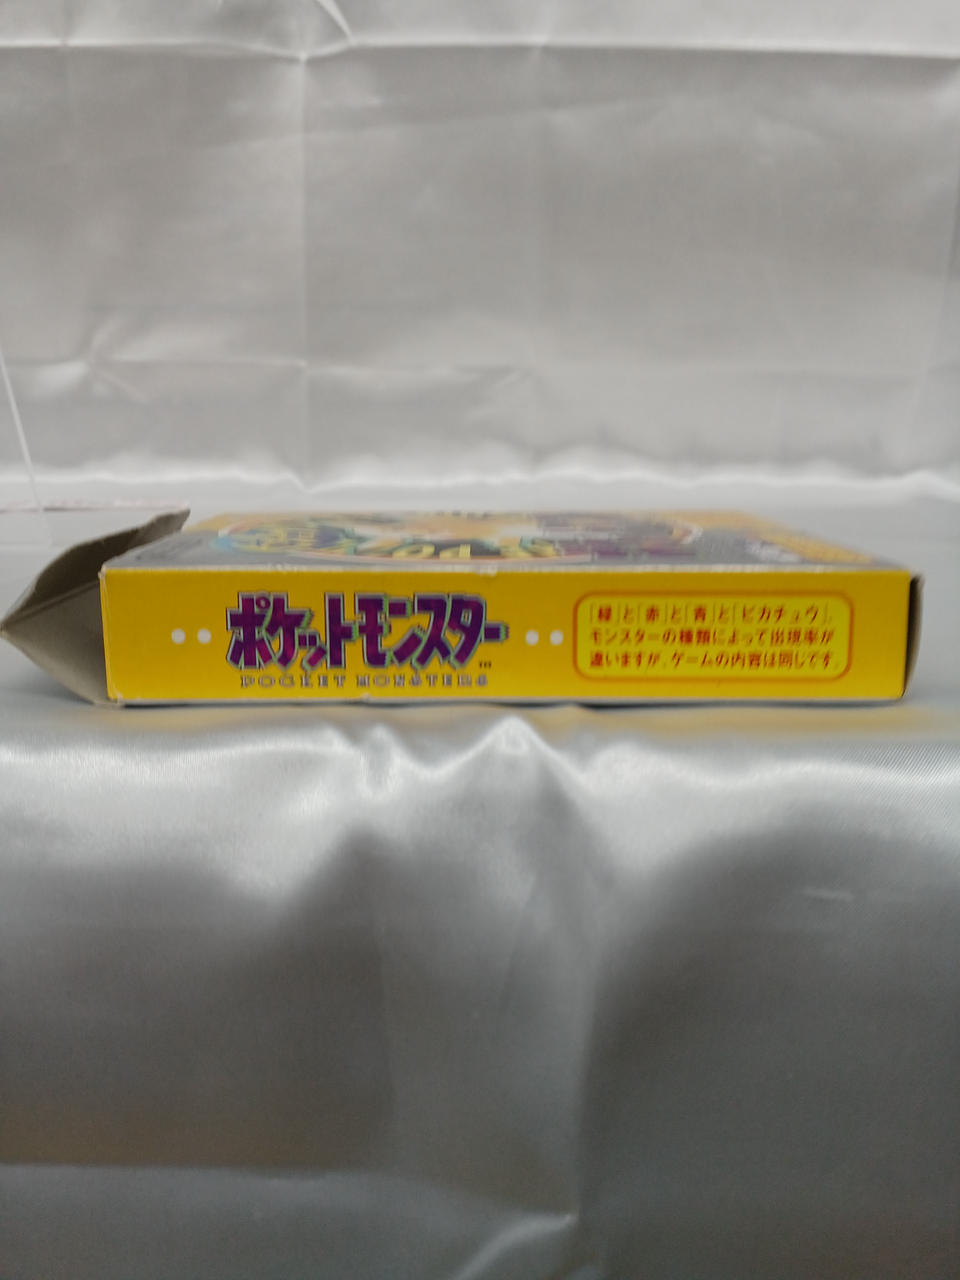 ポケットモンスター™
POCKET MONSTERS
「緑」と「赤」と「青」と「ピカチュウ」、
モンスターの種類によって出現率が
違いますが、ゲームの内容は同じです。